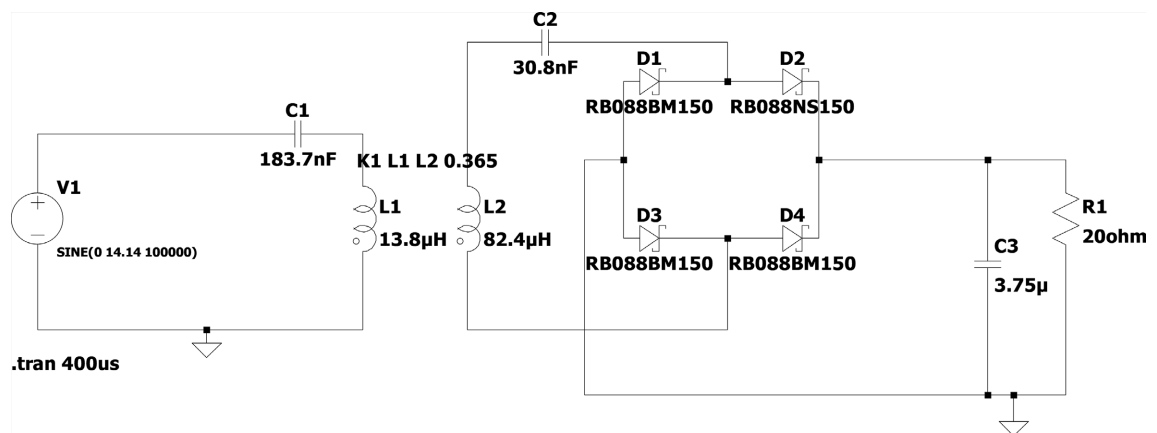 C2
30.8nF
D1
RB088BM150
D2
RB088NS150
C1
183.7nF
K1 L1 L2 0.365
V1
SINE(0 14.14 100000)
L1
13.8µH
L2
82.4µH
D3
RB088BM150
D4
RB088BM150
R1
20ohm
C3
3.75µ
.tran 400us